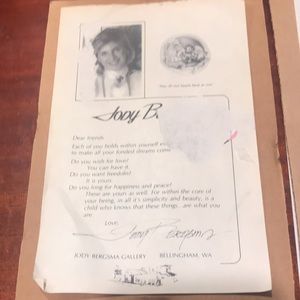 Jody B.
Dear friends
Each of you holds within yourself
to make all your fondest dreams come
Do you wish for love?
You can have it.
Do you want freedom?
It is yours.
Do you long for happiness and peace?
These are yours as well. For within the core of
your being, in all it's simplicity and beauty, is a
child who knows that these things. are what you
are.
Love,
Jody Bergsma
JODY BERGSMA GALLERY BELLINGHAM, WA